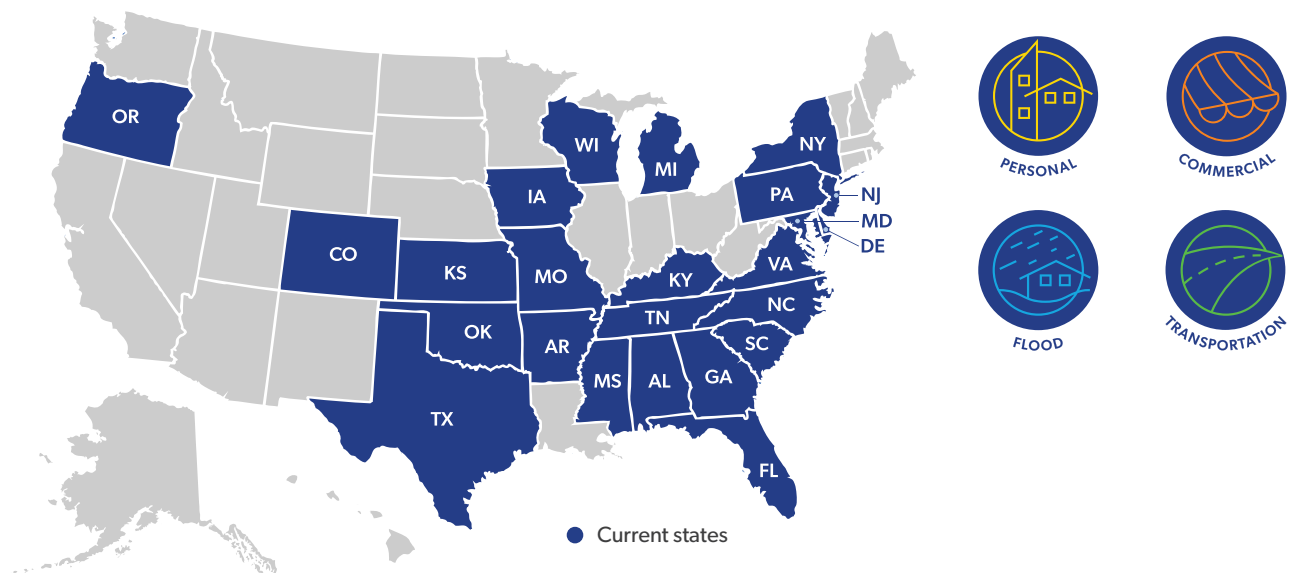 OR
WI
MI
NY
IA
PA
NJ
MD
DE
CO
KS
MO
KY
VA
OK
AR
TN
NC
SC
MS
AL
GA
TX
FL
Current states
PERSONAL
COMMERCIAL
FLOOD
TRANSPORTATION